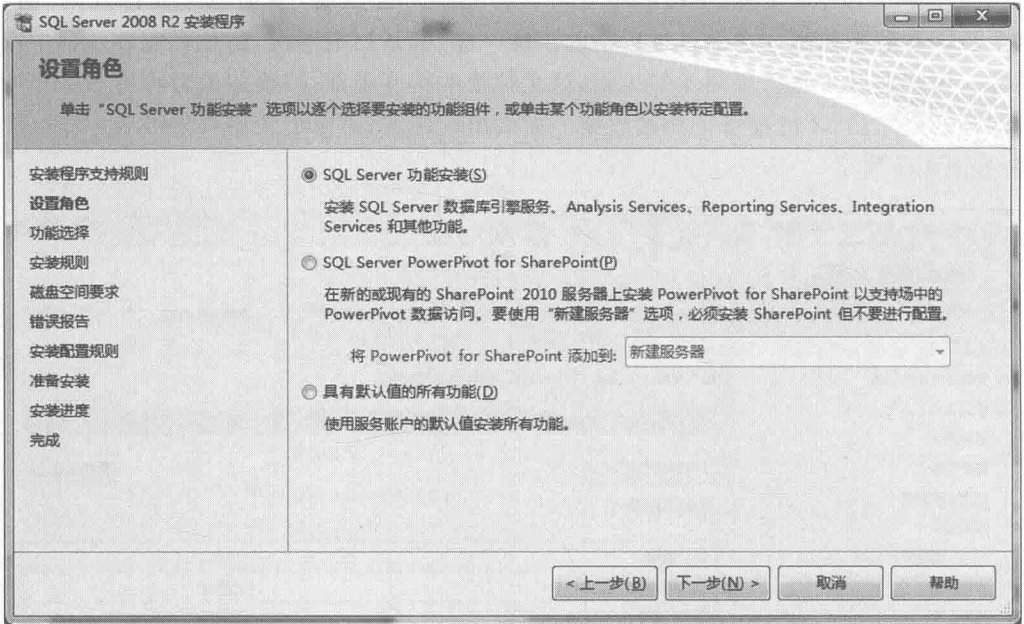 SQL Server 2008 R2 安装程序
设置角色
单击“SQL Server 功能安装”选项以逐个选择要安装的功能组件，或单击某个功能角色以安装特定配置。
安装程序支持规则
设置角色
功能选择
安装规则
磁盘空间要求
错误报告
安装配置规则
准备安装
安装进度
完成
SQL Server 功能安装(S)
安装 SQL Server 数据库引擎服务、Analysis Services、Reporting Services、Integration
Services 和其他功能。
SQL Server PowerPivot for SharePoint(P)
在新的或现有的 SharePoint 2010 服务器上安装 PowerPivot for SharePoint 以支持场中的
PowerPivot 数据访问。要使用“新建服务器”选项，必须安装 SharePoint 但不要进行配置。
将 PowerPivot for SharePoint 添加到: 新建服务器
具有默认值的所有功能(D)
使用服务账户的默认值安装所有功能。
< 上一步(B) 下一步(N) > 取消 帮助